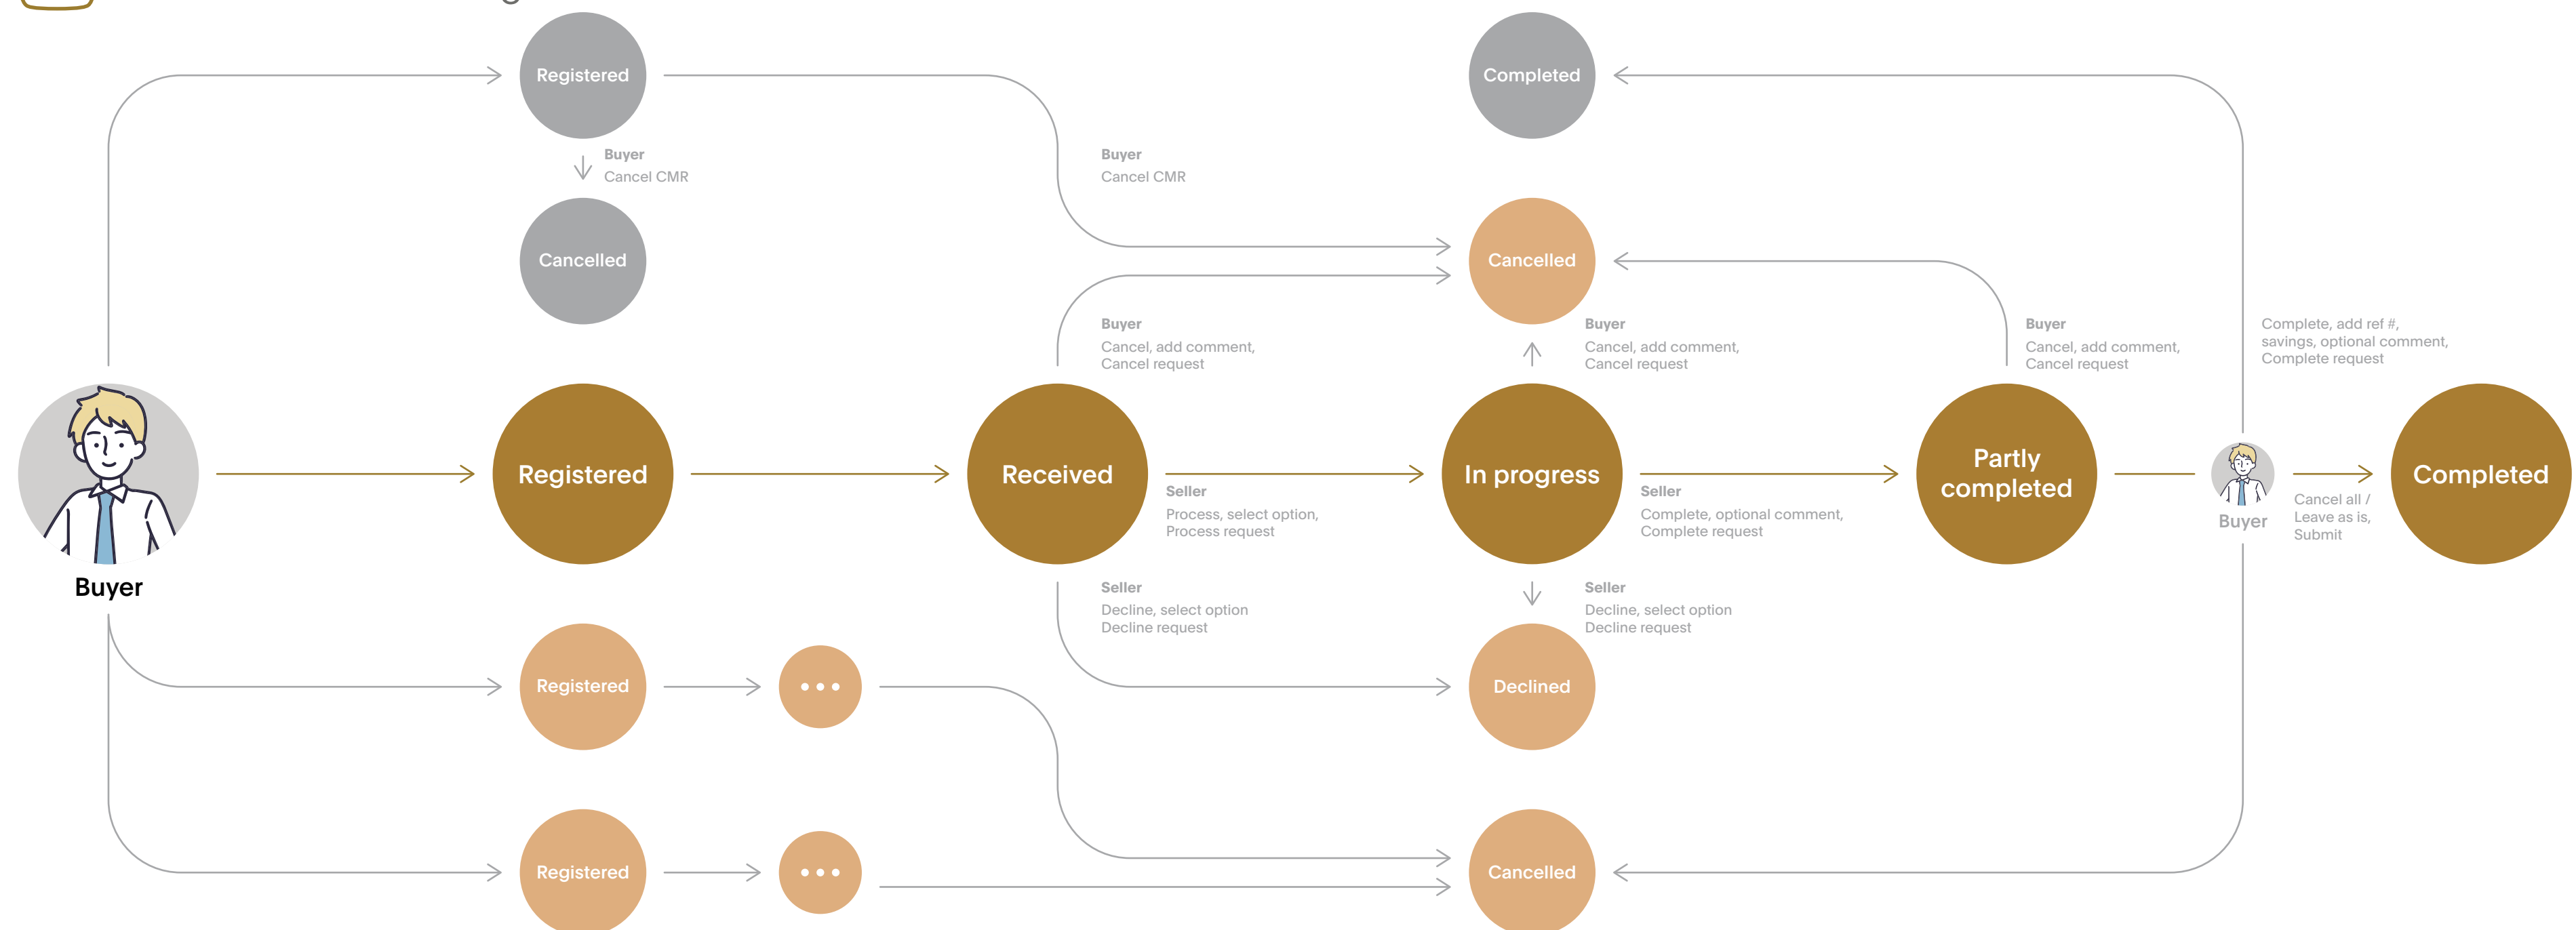 Registered
Completed
Buyer
Cancel CMR
Buyer
Cancel CMR
Cancelled
Cancelled
Buyer
Cancel, add comment,
Cancel request
Buyer
Cancel, add comment,
Cancel request
Buyer
Cancel, add comment,
Cancel request
Complete, add ref #,
savings, optional comment,
Complete request
Buyer
Registered
Received
Seller
Process, select option,
Process request
In progress
Seller
Complete, optional comment,
Complete request
Partly
completed
Buyer
Cancel all /
Leave as is,
Submit
Completed
Seller
Decline, select option
Decline request
Seller
Decline, select option
Decline request
Registered
Declined
Registered
Cancelled